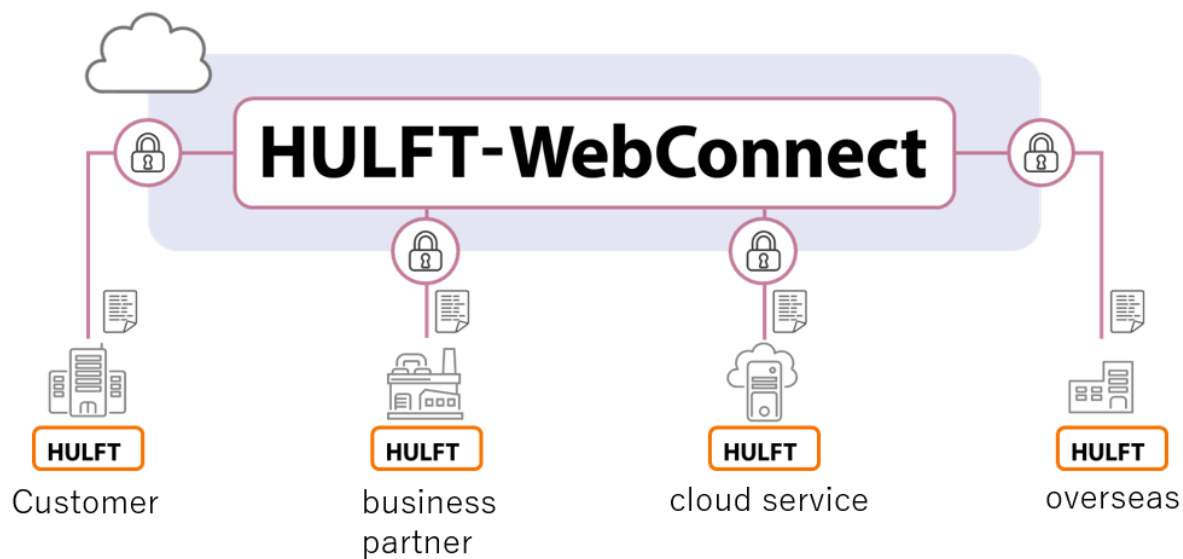 HULFT-WebConnect
HULFT
HULFT
HULFT
HULFT
Customer
business
partner
cloud service
overseas